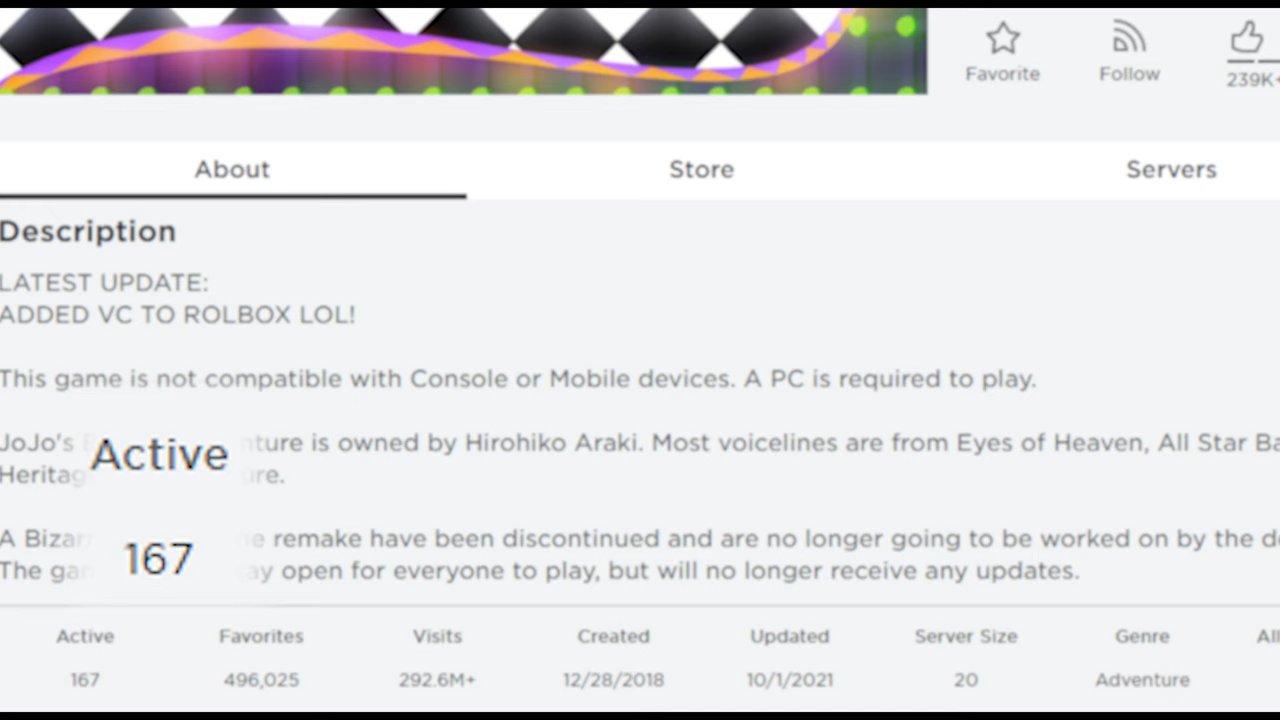 Favorite
Follow
239K+
About
Store
Servers
Description
LATEST UPDATE:
ADDED VC TO ROLBOX LOL!
This game is not compatible with Console or Mobile devices. A PC is required to play.
JoJo's nture is owned by Hirohiko Araki. Most voicelines are from Eyes of Heaven, All Star Ba
Heritag ure.
Active
A Bizar e remake have been discontinued and are no longer going to be worked on by the d
The ga ay open for everyone to play, but will no longer receive any updates.
167
Active Favorites Visits Created Updated Server Size Genre All
167 496,025 292.6M+ 12/28/2018 10/1/2021 20 Adventure